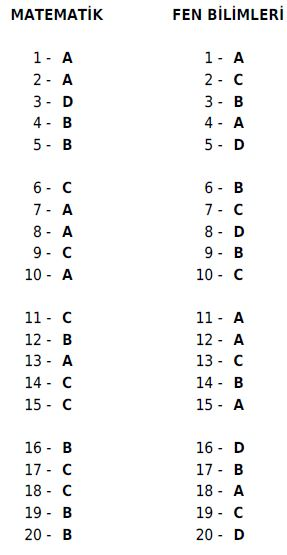 MATEMATİK FEN BİLİMLERİ
1 - A 1 - A
2 - A 2 - C
3 - D 3 - B
4 - B 4 - A
5 - B 5 - D
6 - C 6 - B
7 - A 7 - C
8 - A 8 - D
9 - C 9 - B
10 - A 10 - C
11 - C 11 - A
12 - B 12 - A
13 - A 13 - C
14 - C 14 - B
15 - C 15 - A
16 - B 16 - D
17 - C 17 - B
18 - C 18 - A
19 - B 19 - C
20 - B 20 - D